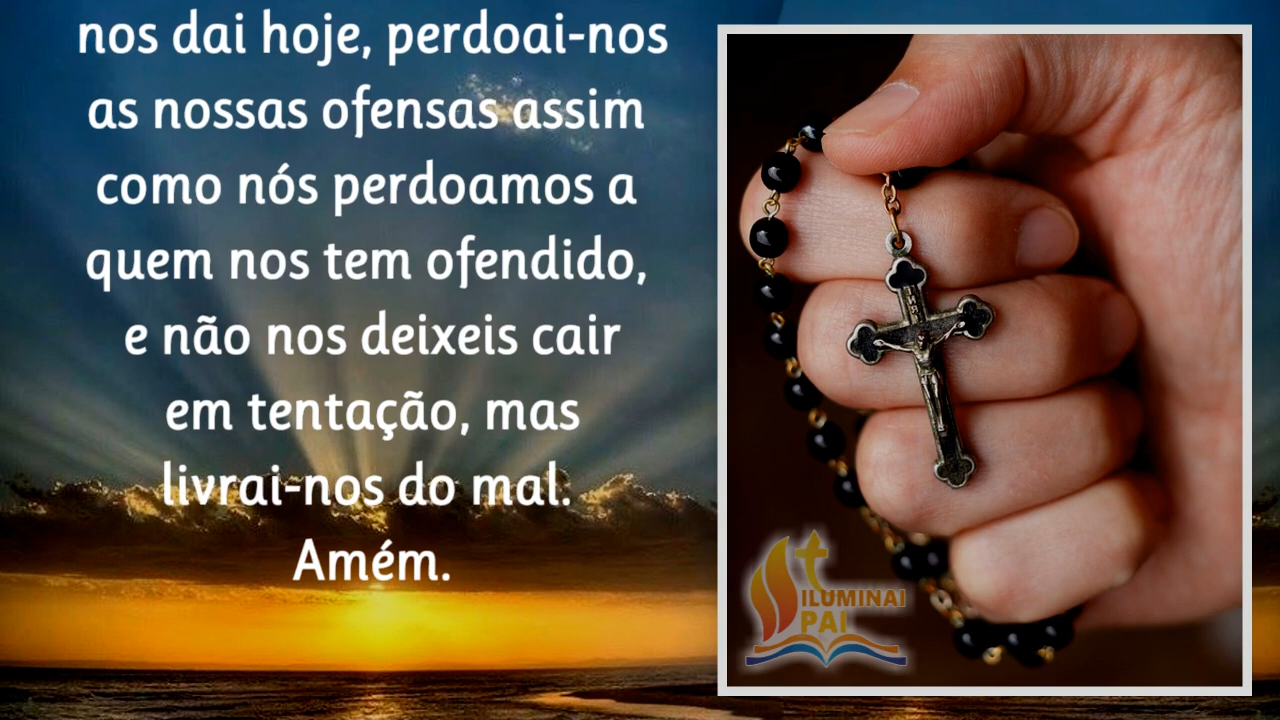 nos dai hoje, perdoai-nos
as nossas ofensas assim
como nós perdoamos a
quem nos tem ofendido,
e não nos deixeis cair
em tentação, mas
livrai-nos do mal.
Amém.
ILUMINAI
PAI